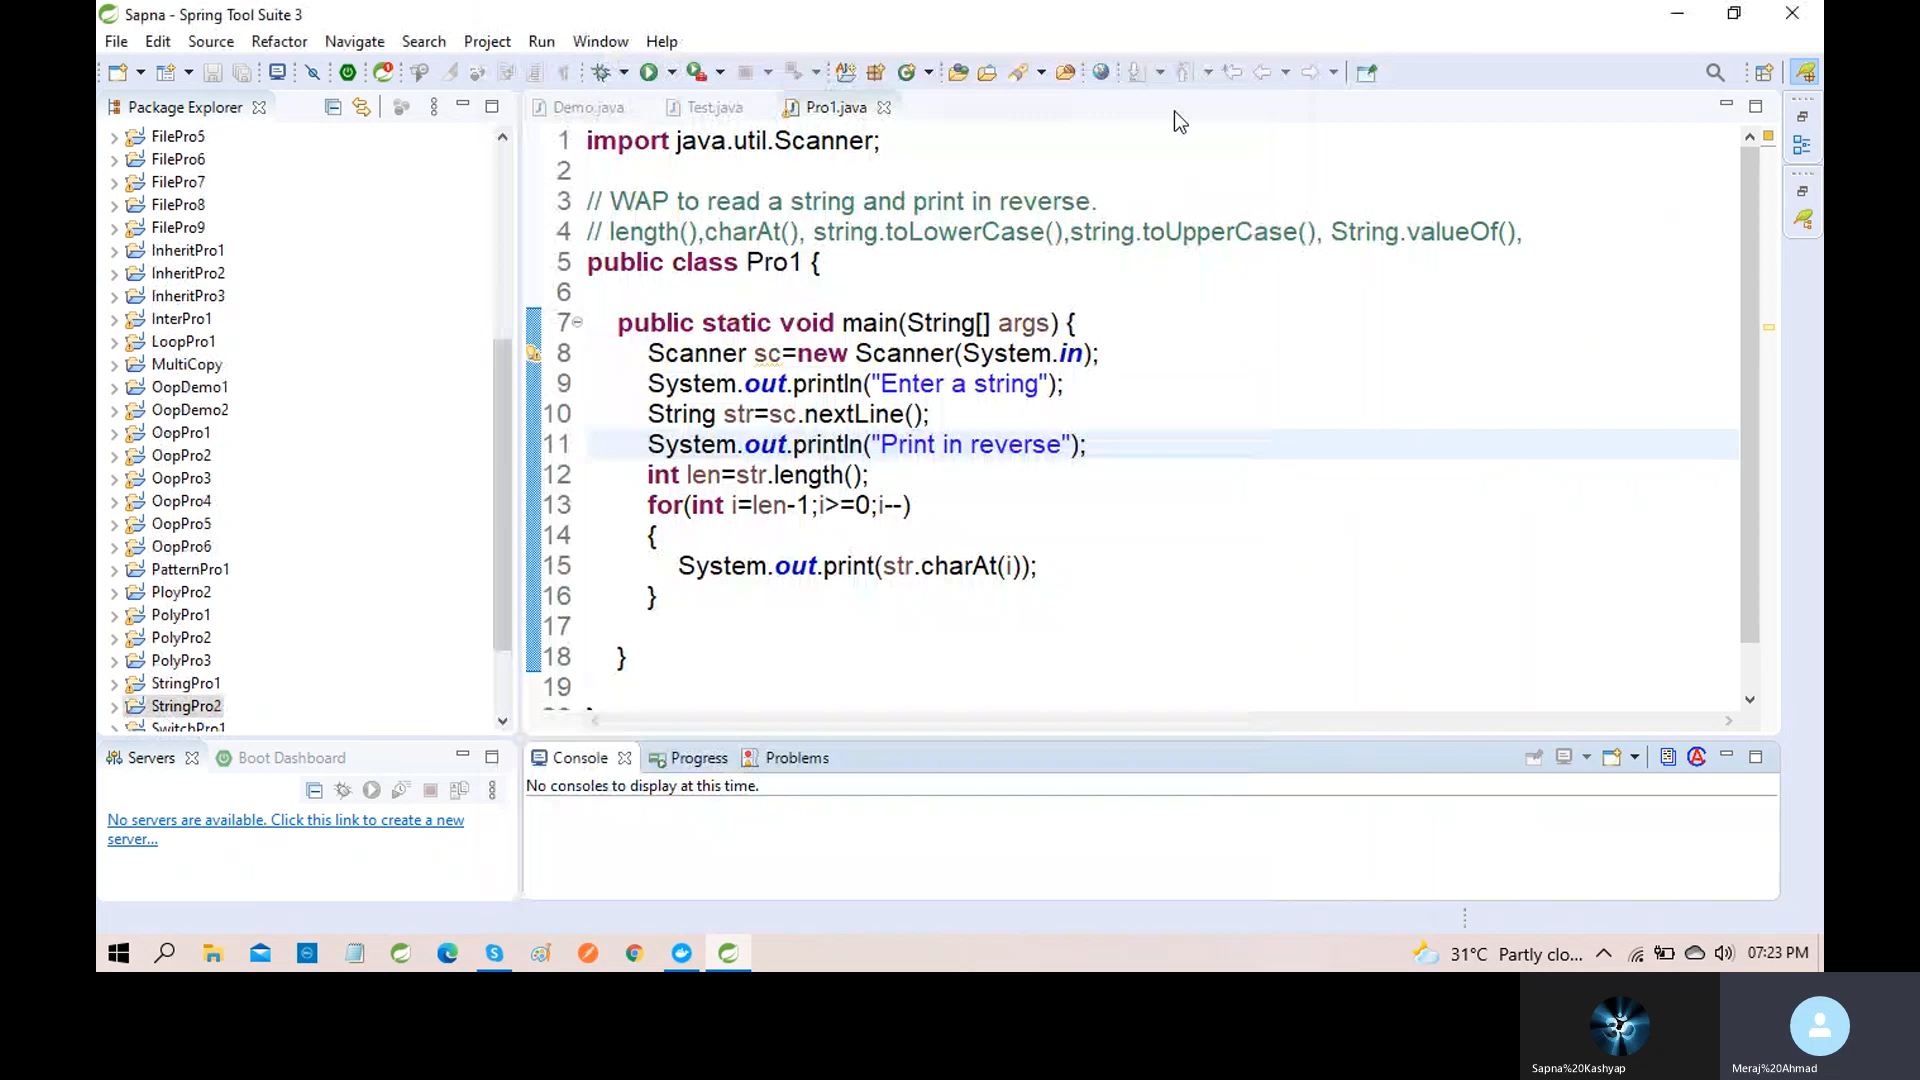 Sapna - Spring Tool Suite 3
File Edit Source Refactor Navigate Search Project Run Window Help
Package Explorer
Demo.java Test.java Pro1.java
FilePro5
FilePro6
FilePro7
FilePro8
FilePro9
InheritPro1
InheritPro2
InheritPro3
InterPro1
LoopPro1
MultiCopy
OopDemo1
OopDemo2
OopPro1
OopPro2
OopPro3
OopPro4
OopPro5
OopPro6
PatternPro1
PloyPro2
PolyPro1
PolyPro2
PolyPro3
StringPro1
StringPro2
SwitchPro1
1 import java.util.Scanner;
2
3 // WAP to read a string and print in reverse.
4 // length(),charAt(), string.toLowerCase(),string.toUpperCase(), String.valueOf(),
5 public class Pro1 {
6
7 public static void main(String[] args) {
8 Scanner sc=new Scanner(System.in);
9 System.out.println("Enter a string");
10 String str=sc.nextLine();
11 System.out.println("Print in reverse");
12 int len=str.length();
13 for(int i=len-1;i>=0;i--)
14 {
15 System.out.print(str.charAt(i));
16 }
17
18 }
19
Servers Boot Dashboard
No servers are available. Click this link to create a new
server...
Console Progress Problems
No consoles to display at this time.
31°C Partly clo... 07:23 PM
Sapna%20Kashyap
Meraj%20Ahmad